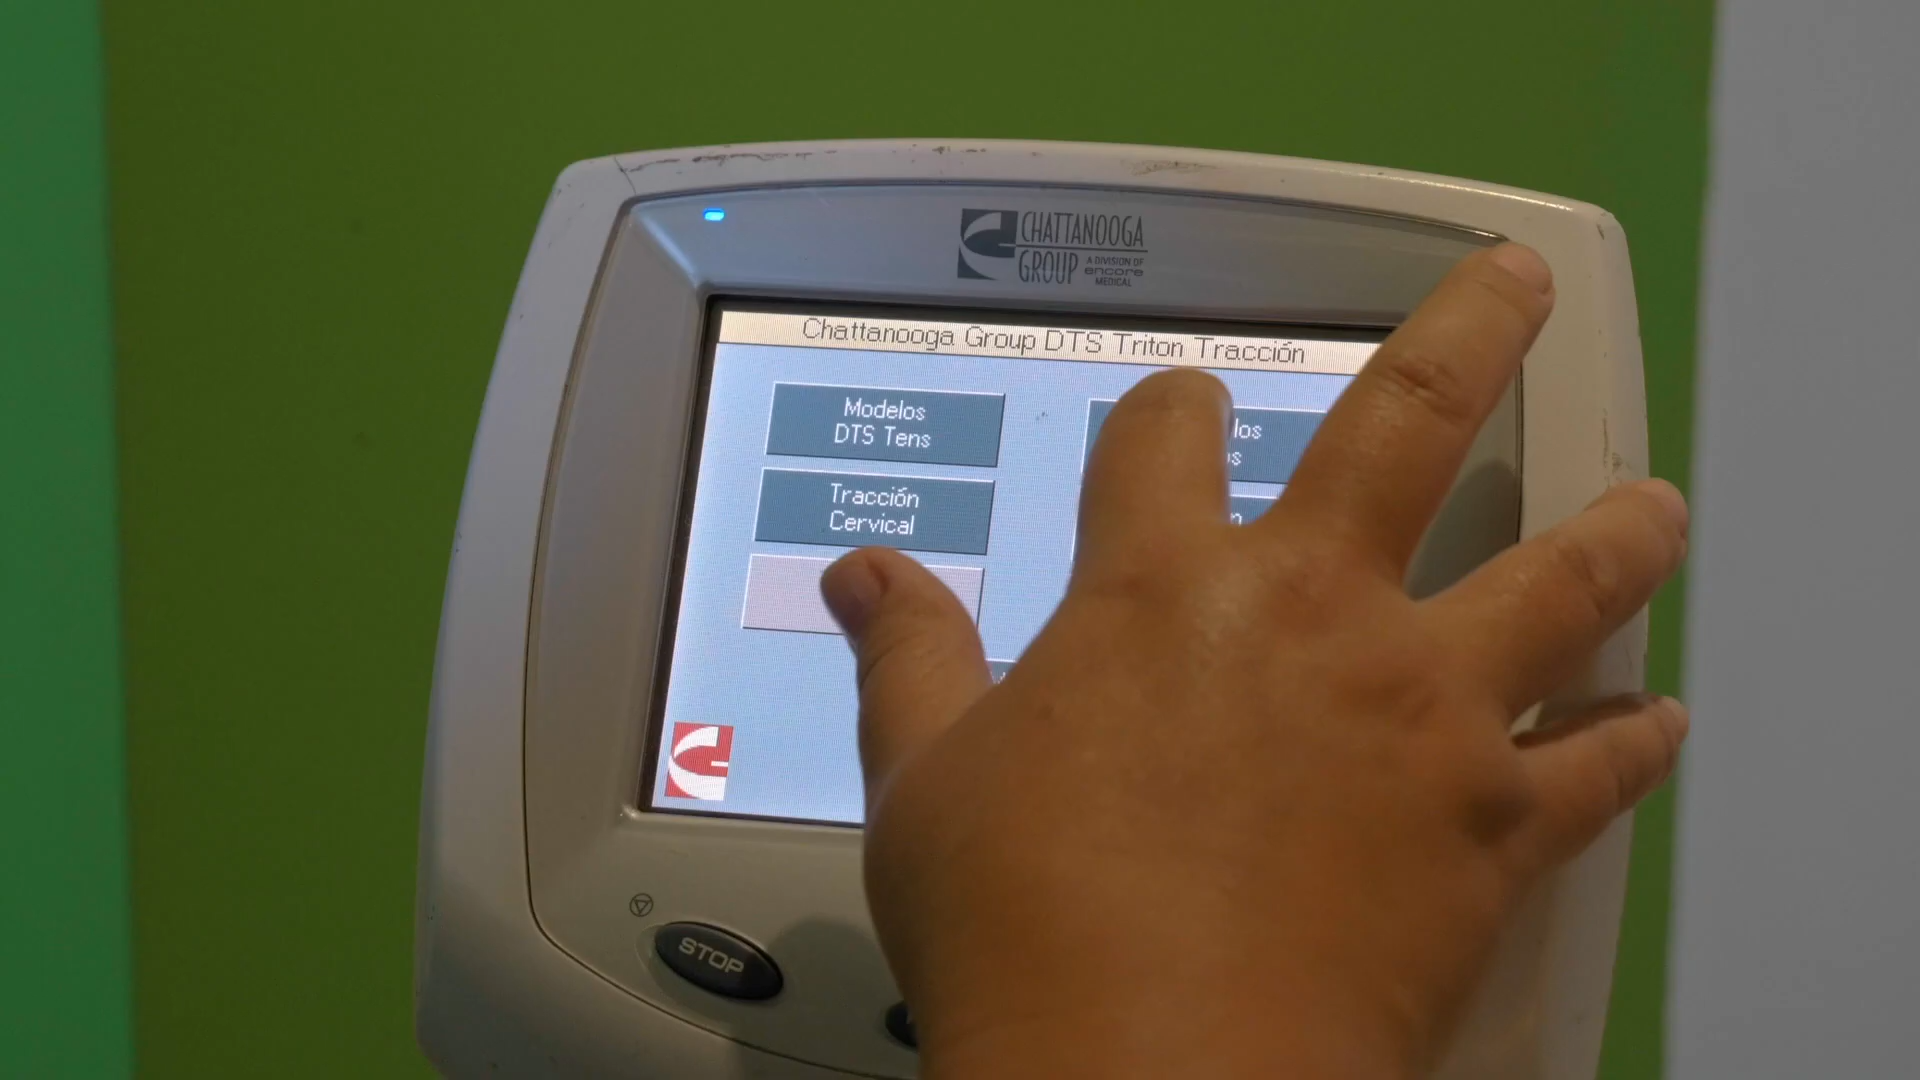 CHATTANOOGA
GROUP
A DIVISION OF
encore
MEDICAL
Chattanooga Group DTS Triton Tracción
Modelos
DTS Tens
Tracción
Cervical
STOP